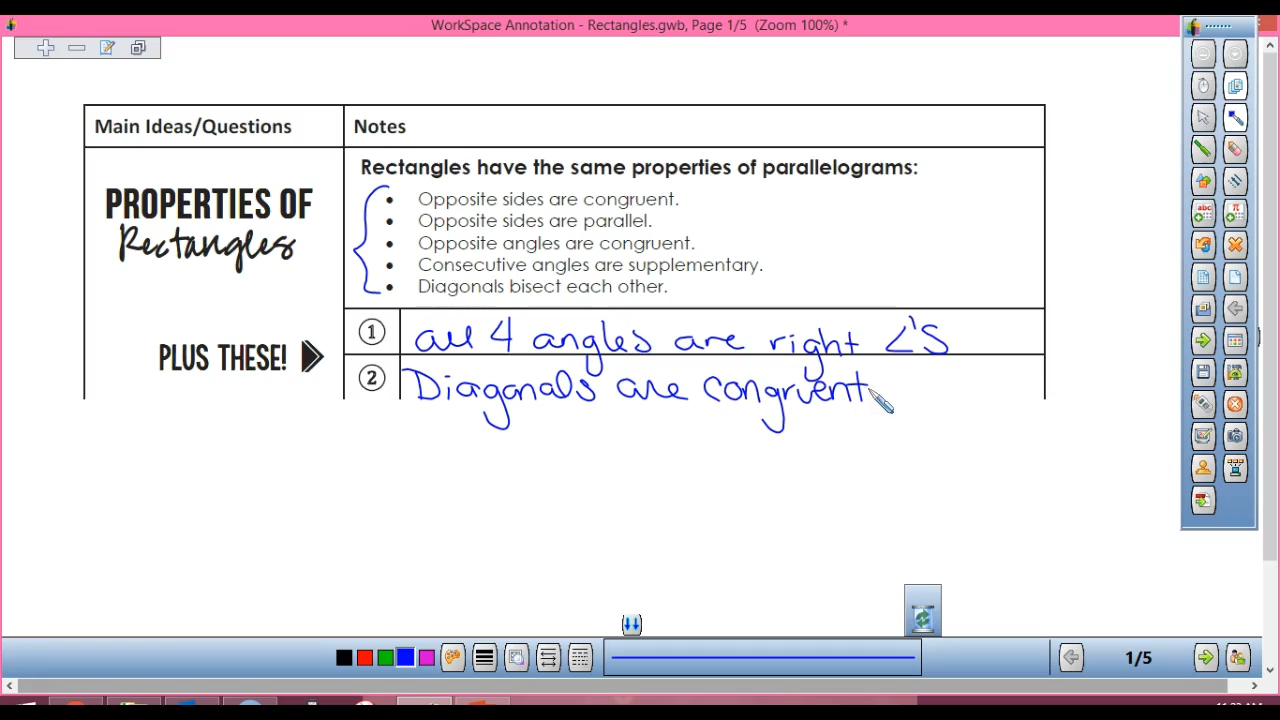 WorkSpace Annotation - Rectangles.gwb, Page 1/5 (Zoom 100%) *
Main Ideas/Questions
Notes
PROPERTIES OF
Rectangles
Rectangles have the same properties of parallelograms:
• Opposite sides are congruent.
• Opposite sides are parallel.
• Opposite angles are congruent.
• Consecutive angles are supplementary.
• Diagonals bisect each other.
PLUS THESE!
1 all 4 angles are right ∠'s
2 Diagonals are congruent
abc
π
1/5